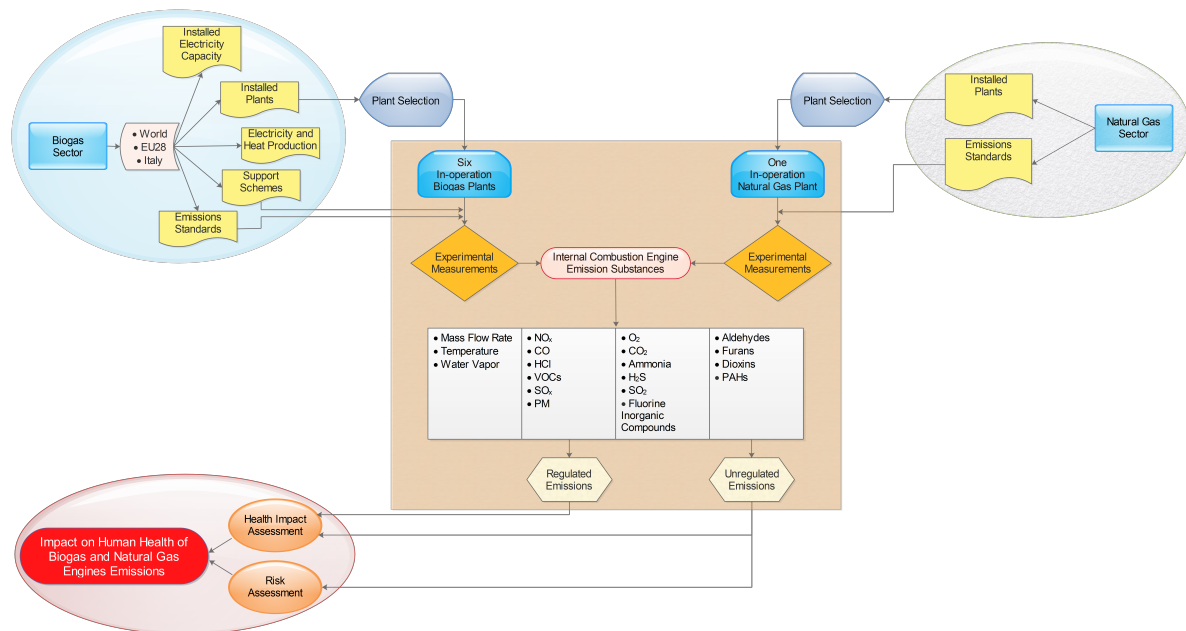 Installed
Electricity
Capacity
Installed
Plants
Plant Selection
Biogas
Sector
• World
• EU28
• Italy
Electricity and
Heat Production
Support
Schemes
Emissions
Standards
Plant Selection
Installed
Plants
Natural Gas
Sector
Emissions
Standards
Six
In-operation
Biogas Plants
One
In-operation
Natural Gas Plant
Experimental
Measurements
Internal Combustion Engine
Emission Substances
Experimental
Measurements
• Mass Flow Rate
• Temperature
• Water Vapor
• NOₓ
• CO
• HCl
• VOCs
• SOₓ
• PM
• O₂
• CO₂
• Ammonia
• H₂S
• SO₂
• Fluorine
Inorganic
Compounds
• Aldehydes
• Furans
• Dioxins
• PAHs
Regulated
Emissions
Unregulated
Emissions
Health Impact
Assessment
Impact on Human Health of
Biogas and Natural Gas
Engines Emissions
Risk
Assessment